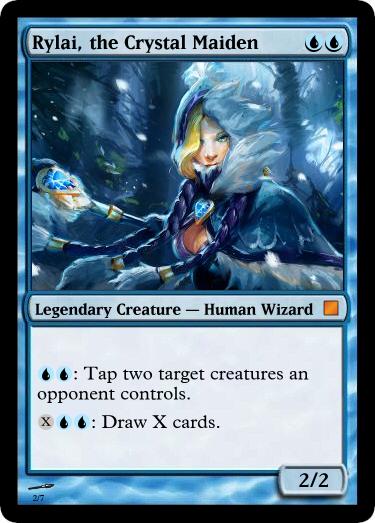 Rylai, the Crystal Maiden
Legendary Creature — Human Wizard
: Tap two target creatures an
opponent controls.
X: Draw X cards.
2/2
2/7